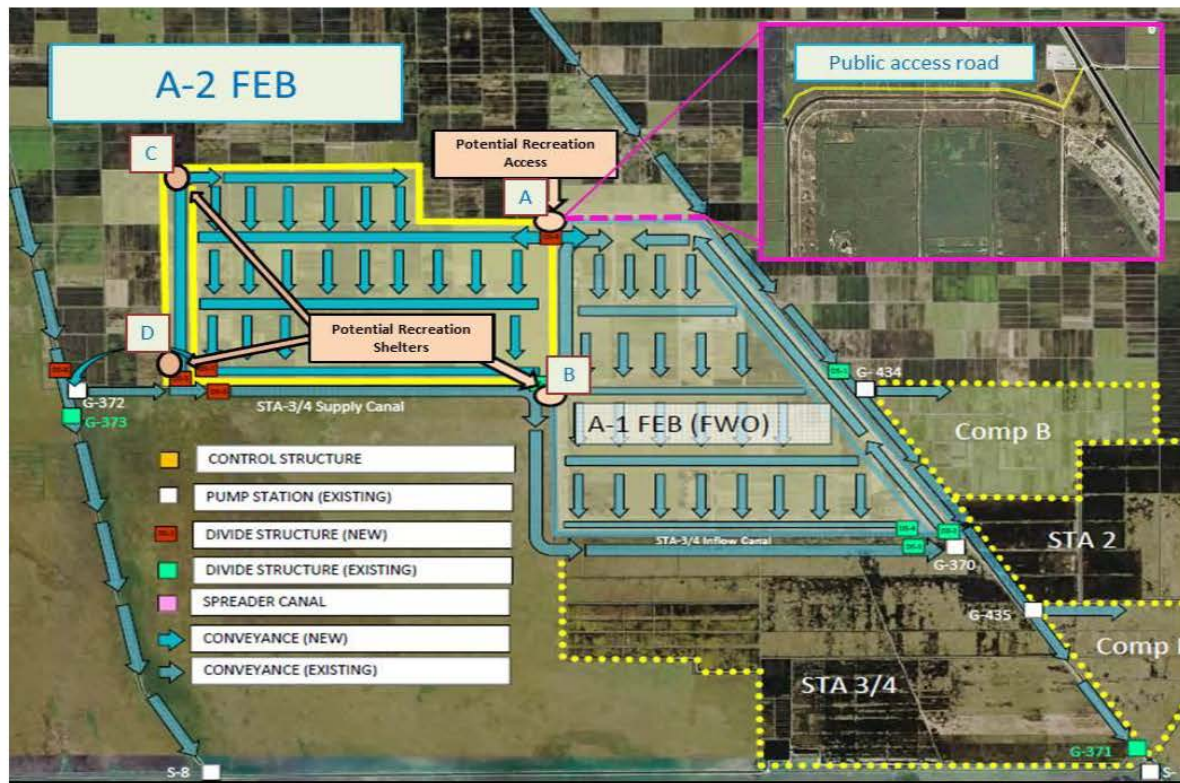 A-2 FEB
Public access road
C
Potential Recreation
Access
A
D
Potential Recreation
Shelters
B
G-372
G-373
STA-3/4 Supply Canal
A-1 FEB (FWO)
G- 434
Comp B
CONTROL STRUCTURE
PUMP STATION (EXISTING)
DIVIDE STRUCTURE (NEW)
DIVIDE STRUCTURE (EXISTING)
SPREADER CANAL
CONVEYANCE (NEW)
CONVEYANCE (EXISTING)
STA-3/4 Inflow Canal
G-370
STA 2
G-435
Comp
STA 3/4
G-371
S-8
S-